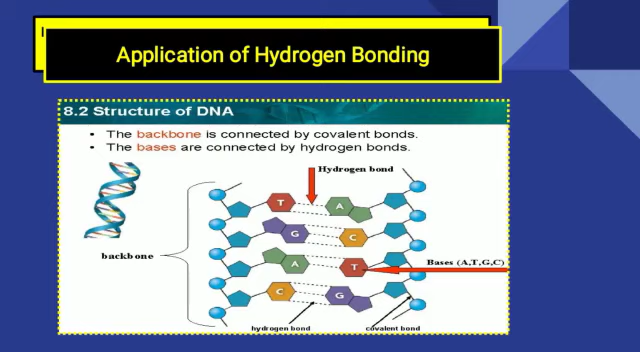 I
Application of Hydrogen Bonding
8.2 Structure of DNA
• The backbone is connected by covalent bonds.
• The bases are connected by hydrogen bonds.
Hydrogen bond
T A
G C
backbone
A T
Bases (A,T,G,C)
C G
hydrogen bond covalent bond